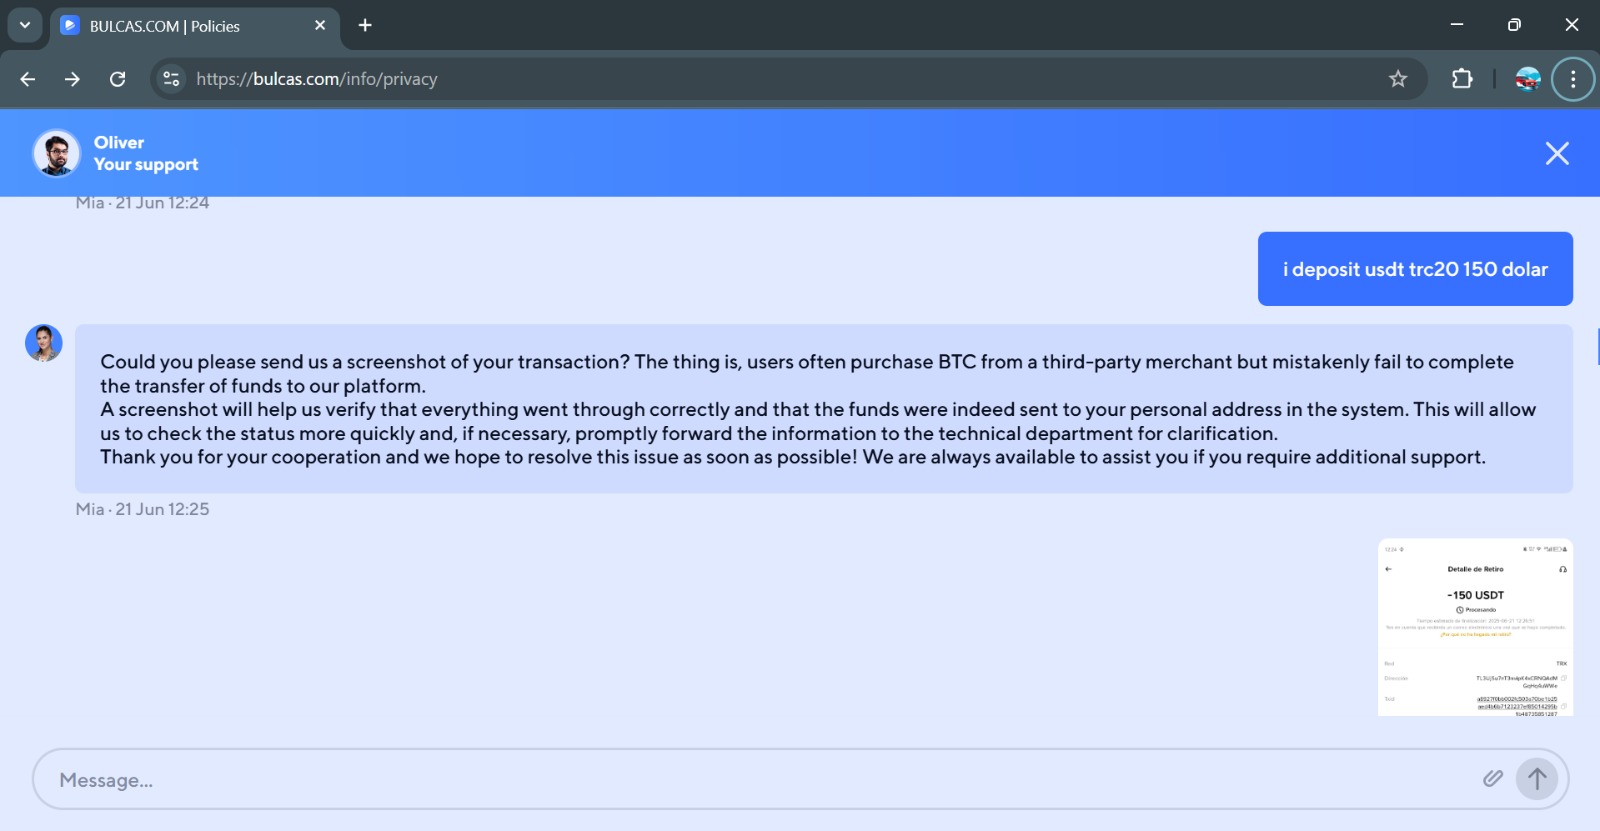 BULCAS.COM | Policies
https://bulcas.com/info/privacy
Oliver
Your support
Mia · 21 Jun 12:24
i deposit usdt trc20 150 dolar
Could you please send us a screenshot of your transaction? The thing is, users often purchase BTC from a third-party merchant but mistakenly fail to complete
the transfer of funds to our platform.
A screenshot will help us verify that everything went through correctly and that the funds were indeed sent to your personal address in the system. This will allow
us to check the status more quickly and, if necessary, promptly forward the information to the technical department for clarification.
Thank you for your cooperation and we hope to resolve this issue as soon as possible! We are always available to assist you if you require additional support.
Mia · 21 Jun 12:25
Detalle de Retiro
-150 USDT
Procesando
Red
TRX
Dirección
Message...